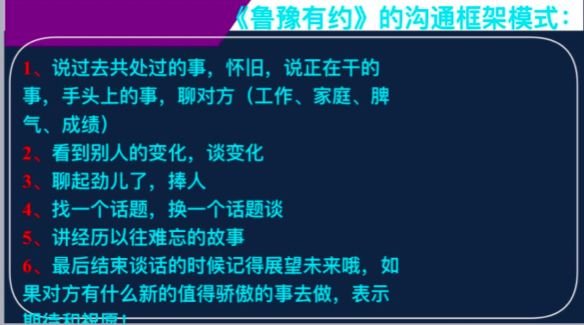 《鲁豫有约》的沟通框架模式：
1、说过去共处过的事，怀旧，说正在干的
事，手头上的事，聊对方（工作、家庭、脾
气、成绩）
2、看到别人的变化，谈变化
3、聊起劲儿了，捧人
4、找一个话题，换一个话题谈
5、讲经历以往难忘的故事
6、最后结束谈话的时候记得展望未来哦，如
果对方有什么新的值得骄傲的事去做，表示
期待和祝愿！